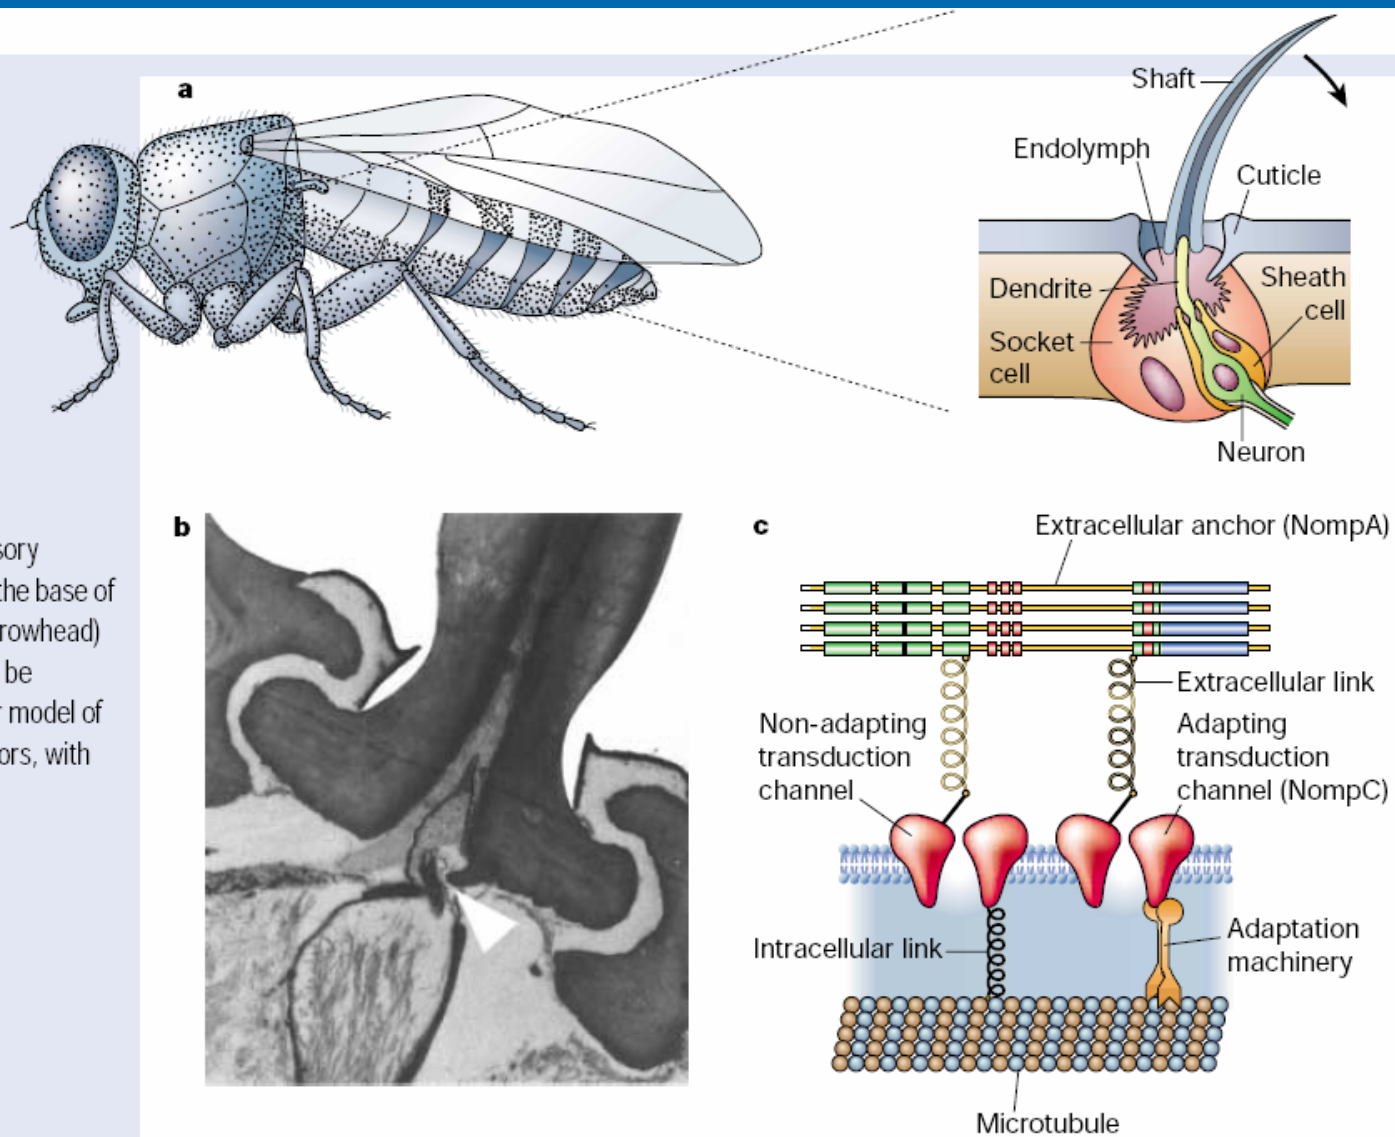 a
Shaft
Endolymph
Cuticle
Dendrite
Sheath
cell
Socket
cell
Neuron
sory
the base of
rowhead)
be
r model of
ors, with
b
c
Extracellular anchor (NompA)
Extracellular link
Non-adapting
transduction
channel
Adapting
transduction
channel (NompC)
Intracellular link
Adaptation
machinery
Microtubule